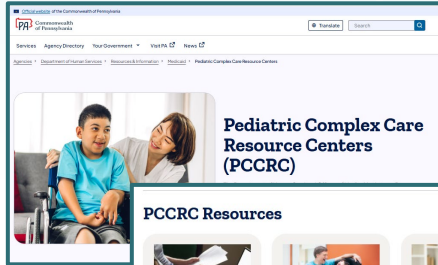 Official website of the Commonwealth of Pennsylvania
PA
Commonwealth
of Pennsylvania
Translate
Search
Services Agency Directory Your Government Visit PA News
Agencies > Department of Human Services > Resources & Information > Medicaid > Pediatric Complex Care Resource Centers
Pediatric Complex Care
Resource Centers
(PCCRC)
PCCRC Resources